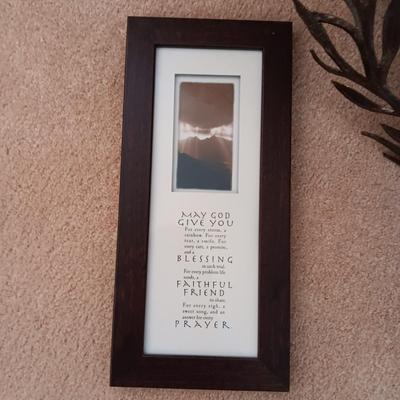 MAY GOD
GIVE YOU
For every storm, a
rainbow. For every
tear, a smile. For
every care, a promise,
and a
BLESSING
in each trial.
For every problem life
sends, a
FAITHFUL
FRIEND
to share.
For every sigh, a
sweet song, and an
answer for every
PRAYER.